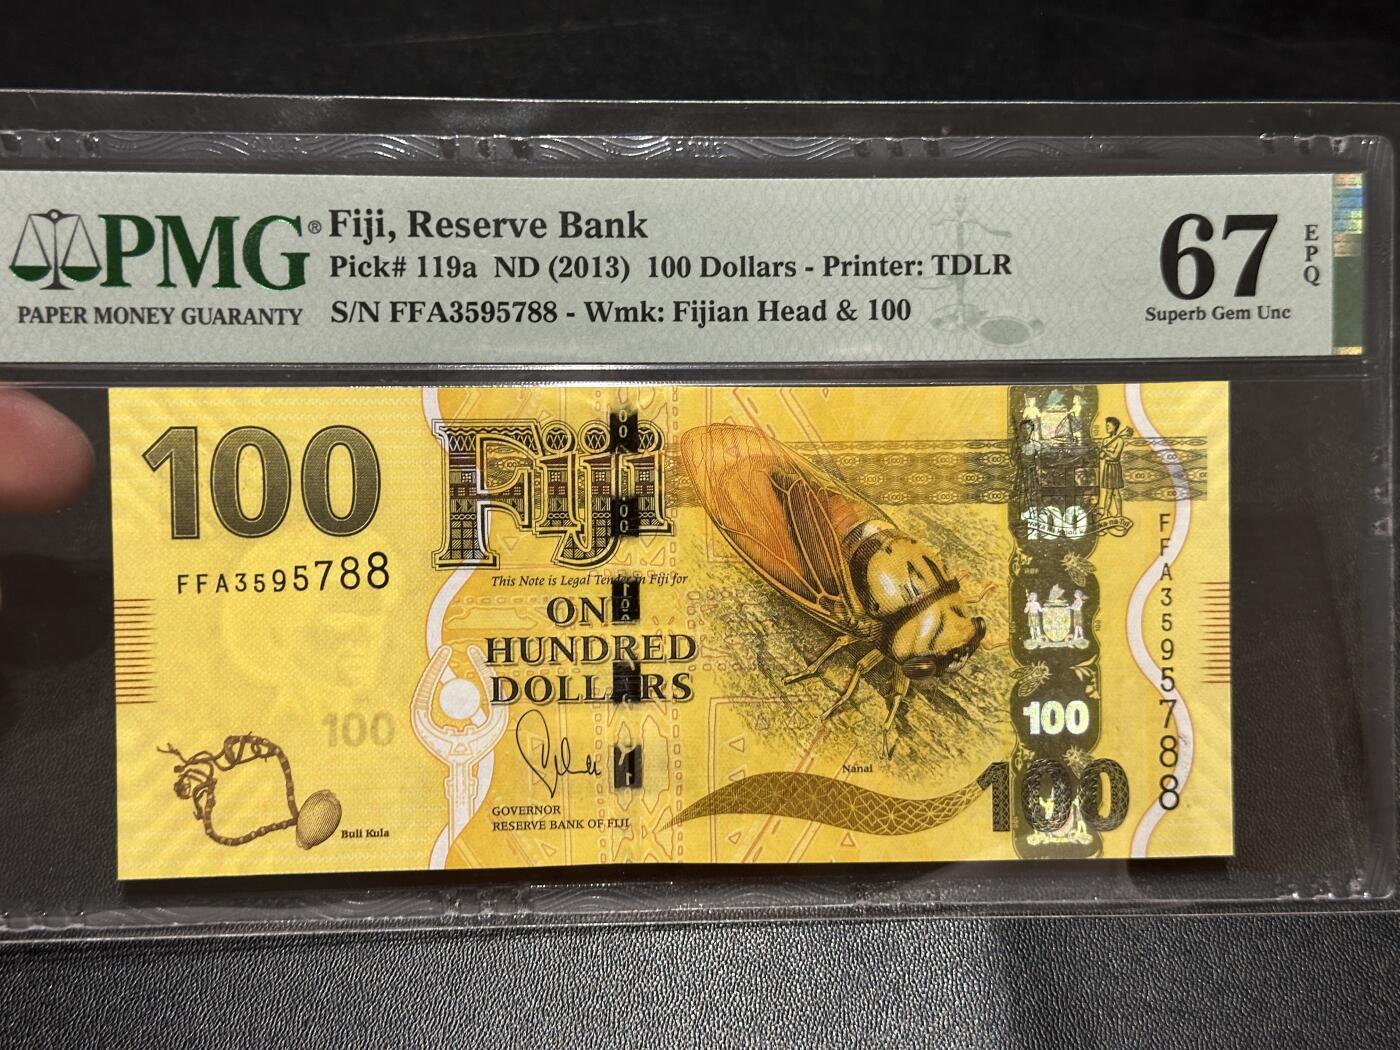 PMG®
PAPER MONEY GUARANTY
Fiji, Reserve Bank
Pick# 119a ND (2013) 100 Dollars - Printer: TDLR
S/N FFA3595788 - Wmk: Fijian Head & 100
67
EPQ
Superb Gem Unc
100
FFA3595788
Fiji
This Note is Legal Tender in Fiji for
ONE
HUNDRED
DOLLARS
GOVERNOR
RESERVE BANK OF FIJI
100
Buli Kula
Nanai
100
100
FFA3595788